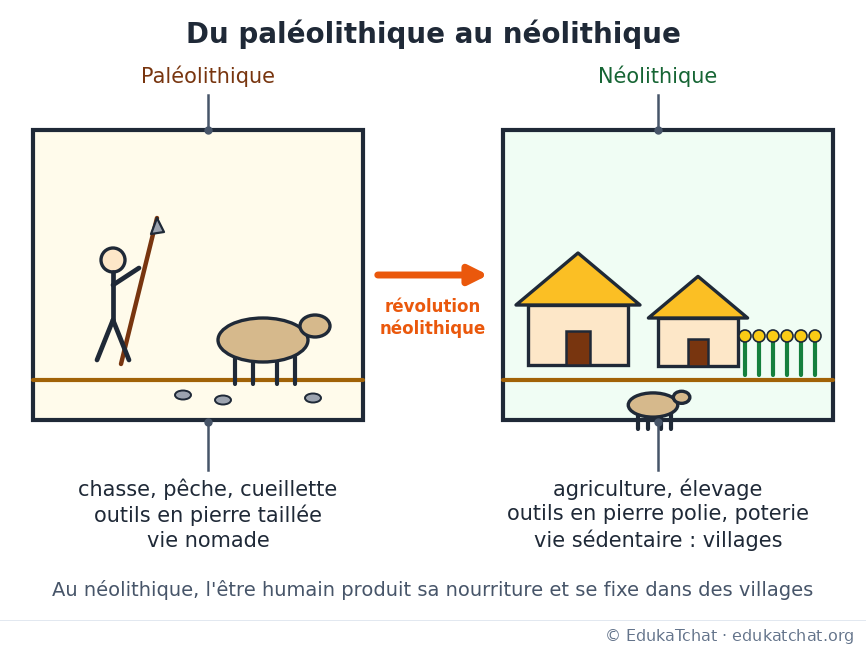 Du paléolithique au néolithique
Paléolithique
Néolithique
révolution
néolithique
chasse, pêche, cueillette
outils en pierre taillée
vie nomade
agriculture, élevage
outils en pierre polie, poterie
vie sédentaire : villages
Au néolithique, l'être humain produit sa nourriture et se fixe dans des villages
© EdukaTchat · edukatchat.org